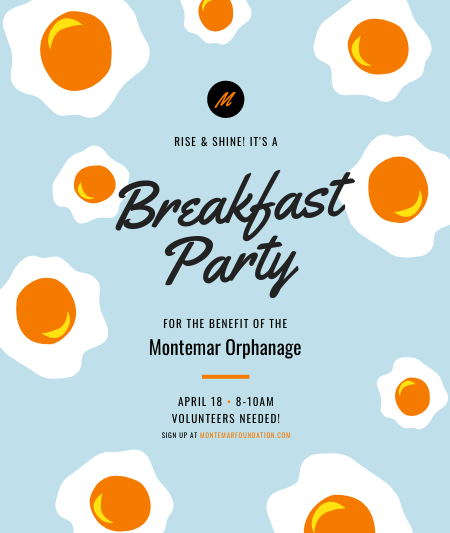 M
RISE & SHINE! IT'S A
Breakfast
Party
FOR THE BENEFIT OF THE
Montemar Orphanage
APRIL 18 • 8-10AM
VOLUNTEERS NEEDED!
SIGN UP AT MONTEMARFOUNDATION.COM